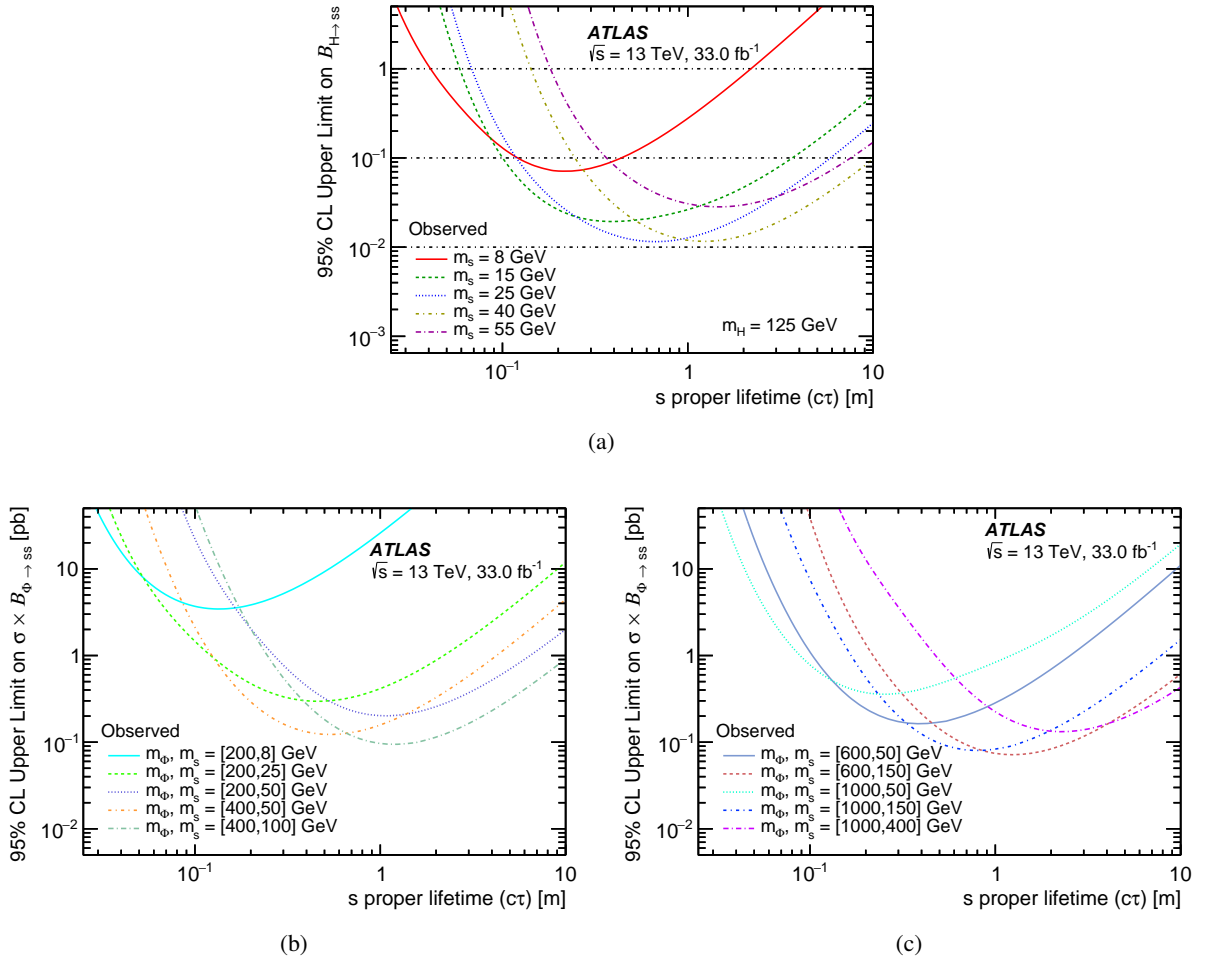 95% CL Upper Limit on B_{H→ ss}
1
10^{-1}
10^{-2}
10^{-3}
ATLAS
√s = 13 TeV, 33.0 fb^{-1}
Observed
m_s = 8 GeV
m_s = 15 GeV
m_s = 25 GeV
m_s = 40 GeV
m_s = 55 GeV
m_H = 125 GeV
10^{-1} 1 10
s proper lifetime (cτ) [m]
(a)
95% CL Upper Limit on σ × B_{Φ → ss} [pb]
10
1
10^{-1}
10^{-2}
ATLAS
√s = 13 TeV, 33.0 fb^{-1}
Observed
m_Φ, m_s = [200,8] GeV
m_Φ, m_s = [200,25] GeV
m_Φ, m_s = [200,50] GeV
m_Φ, m_s = [400,50] GeV
m_Φ, m_s = [400,100] GeV
10^{-1} 1 10
s proper lifetime (cτ) [m]
(b)
95% CL Upper Limit on σ × B_{Φ → ss} [pb]
10
1
10^{-1}
10^{-2}
ATLAS
√s = 13 TeV, 33.0 fb^{-1}
Observed
m_Φ, m_s = [600,50] GeV
m_Φ, m_s = [600,150] GeV
m_Φ, m_s = [1000,50] GeV
m_Φ, m_s = [1000,150] GeV
m_Φ, m_s = [1000,400] GeV
10^{-1} 1 10
s proper lifetime (cτ) [m]
(c)